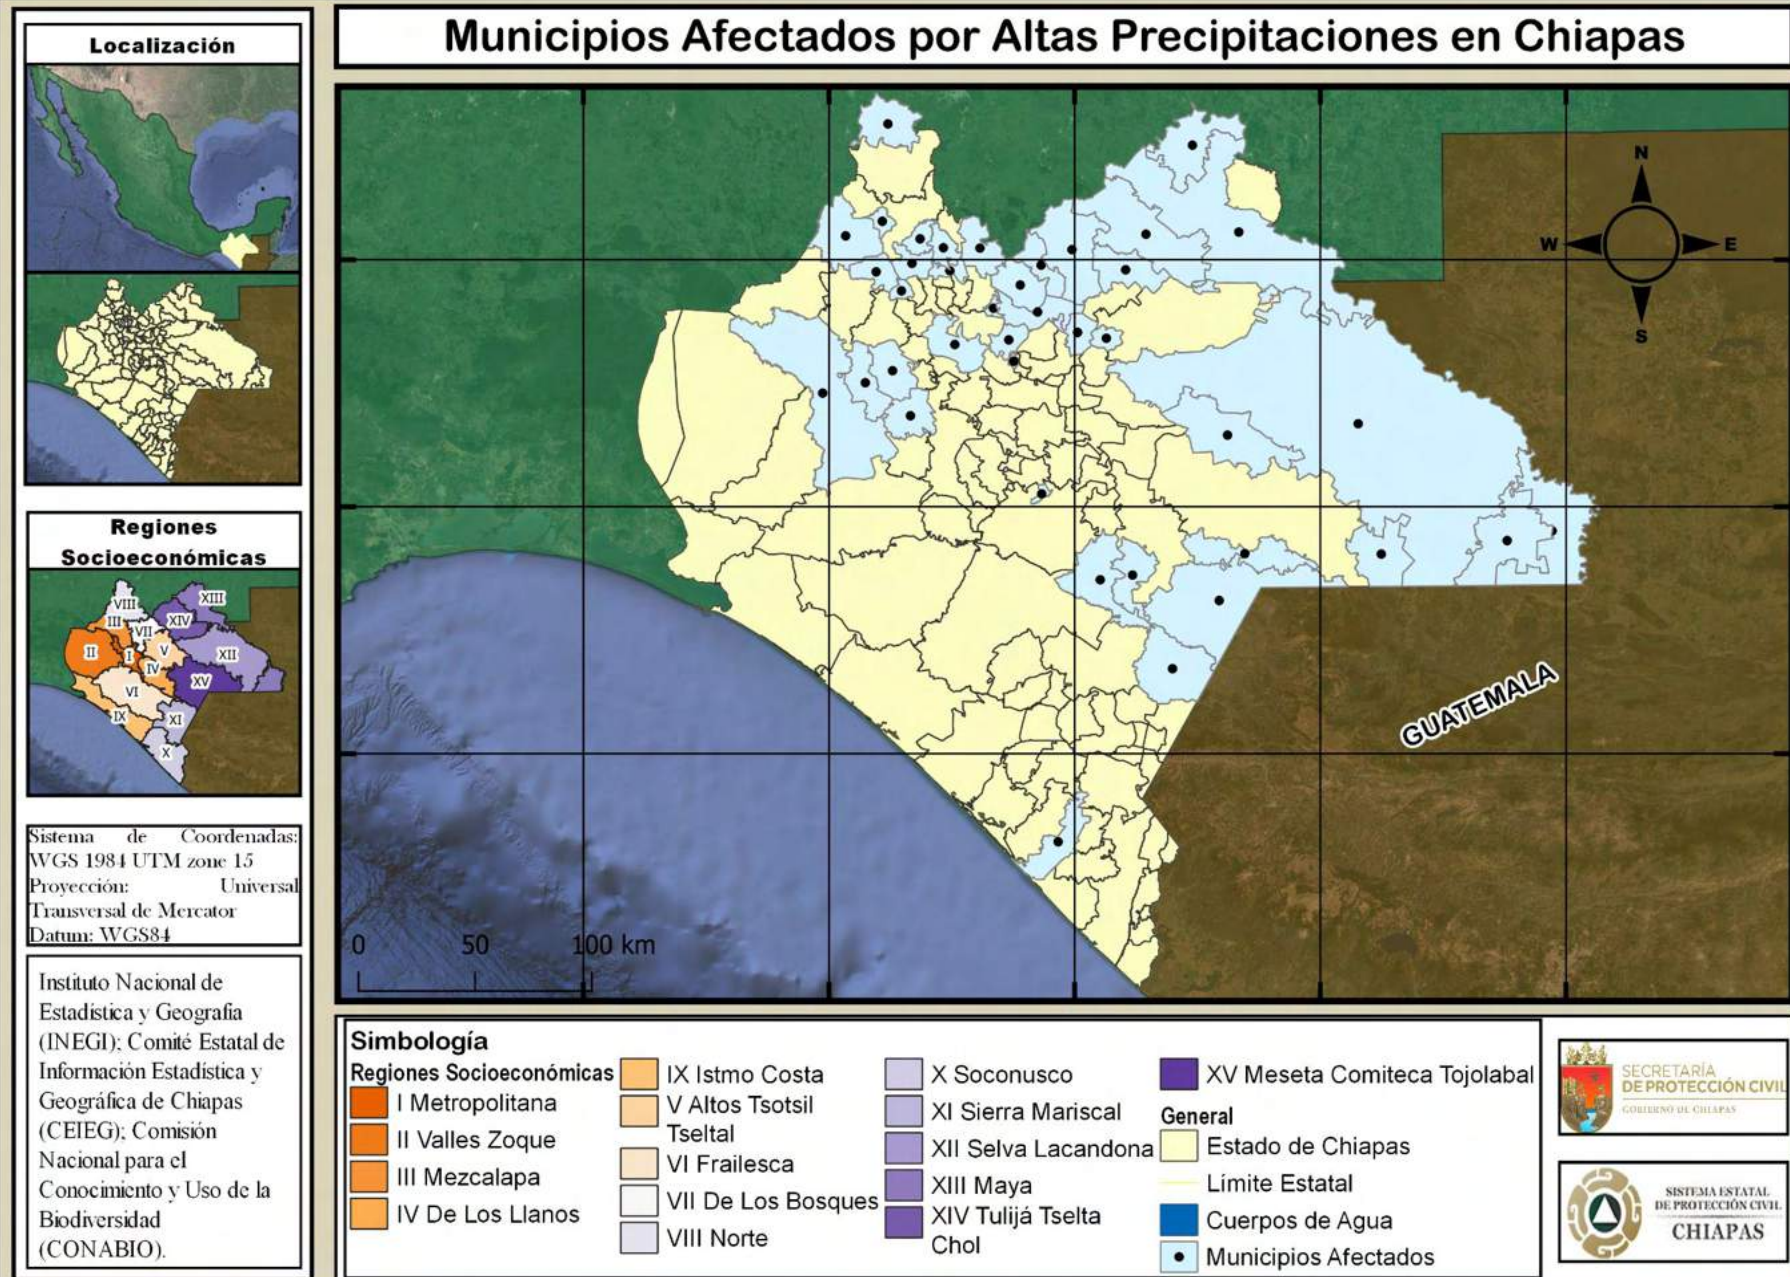 Municipios Afectados por Altas Precipitaciones en Chiapas
Localización
Regiones
Socioeconómicas
XIII
VIII
III
VII
XIV
II
I
V
XII
IV
XV
VI
IX
XI
X
Sistema de Coordenadas:
WGS 1984 UTM zone 15
Proyección: Universal
Transversal de Mercator
Datum: WGS84
Instituto Nacional de
Estadística y Geografía
(INEGI); Comité Estatal de
Información Estadística y
Geográfica de Chiapas
(CEIEG); Comisión
Nacional para el
Conocimiento y Uso de la
Biodiversidad
(CONABIO).
N
W
E
S
GUATEMALA
0 50 100 km
Simbología
Regiones Socioeconómicas
I Metropolitana
II Valles Zoque
III Mezcalapa
IV De Los Llanos
IX Istmo Costa
V Altos Tsotsil
Tseltal
VI Frailesca
VII De Los Bosques
VIII Norte
X Soconusco
XI Sierra Mariscal
XII Selva Lacandona
XIII Maya
XIV Tulijá Tselta
Chol
XV Meseta Comiteca Tojolabal
General
Estado de Chiapas
Límite Estatal
Cuerpos de Agua
Municipios Afectados
SECRETARÍA
DE PROTECCIÓN CIVIL
GOBIERNO DE CHIAPAS
SISTEMA ESTATAL
DE PROTECCIÓN CIVIL
CHIAPAS